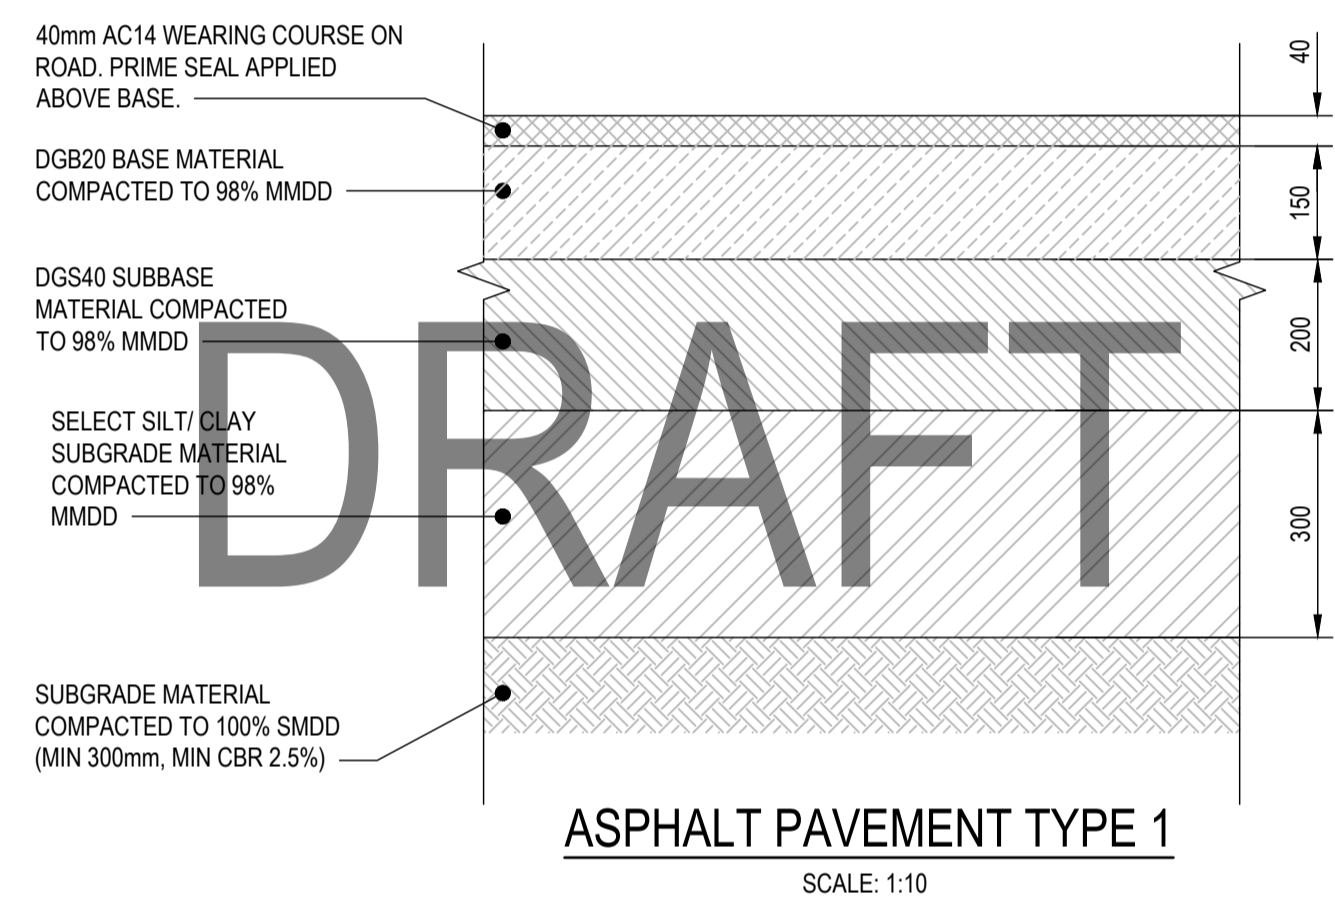 40mm AC14 WEARING COURSE ON
ROAD. PRIME SEAL APPLIED
ABOVE BASE.
DGB20 BASE MATERIAL
COMPACTED TO 98% MMDD
DGS40 SUBBASE
MATERIAL COMPACTED
TO 98% MMDD
SELECT SILT/ CLAY
SUBGRADE MATERIAL
COMPACTED TO 98%
MMDD
SUBGRADE MATERIAL
COMPACTED TO 100% SMDD
(MIN 300mm, MIN CBR 2.5%)
40
150
200
300
DRAFT
ASPHALT PAVEMENT TYPE 1
SCALE: 1:10